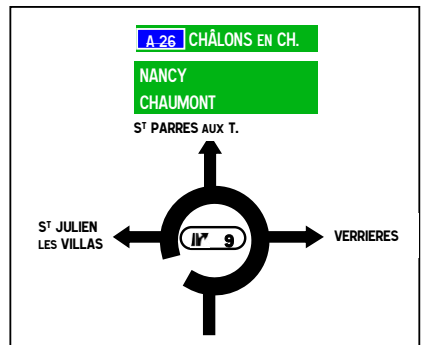 A 26 CHÂLONS EN CH.
NANCY
CHAUMONT
Sᵀ PARRES AUX T.
Sᵀ JULIEN
LES VILLAS
9
VERRIERES